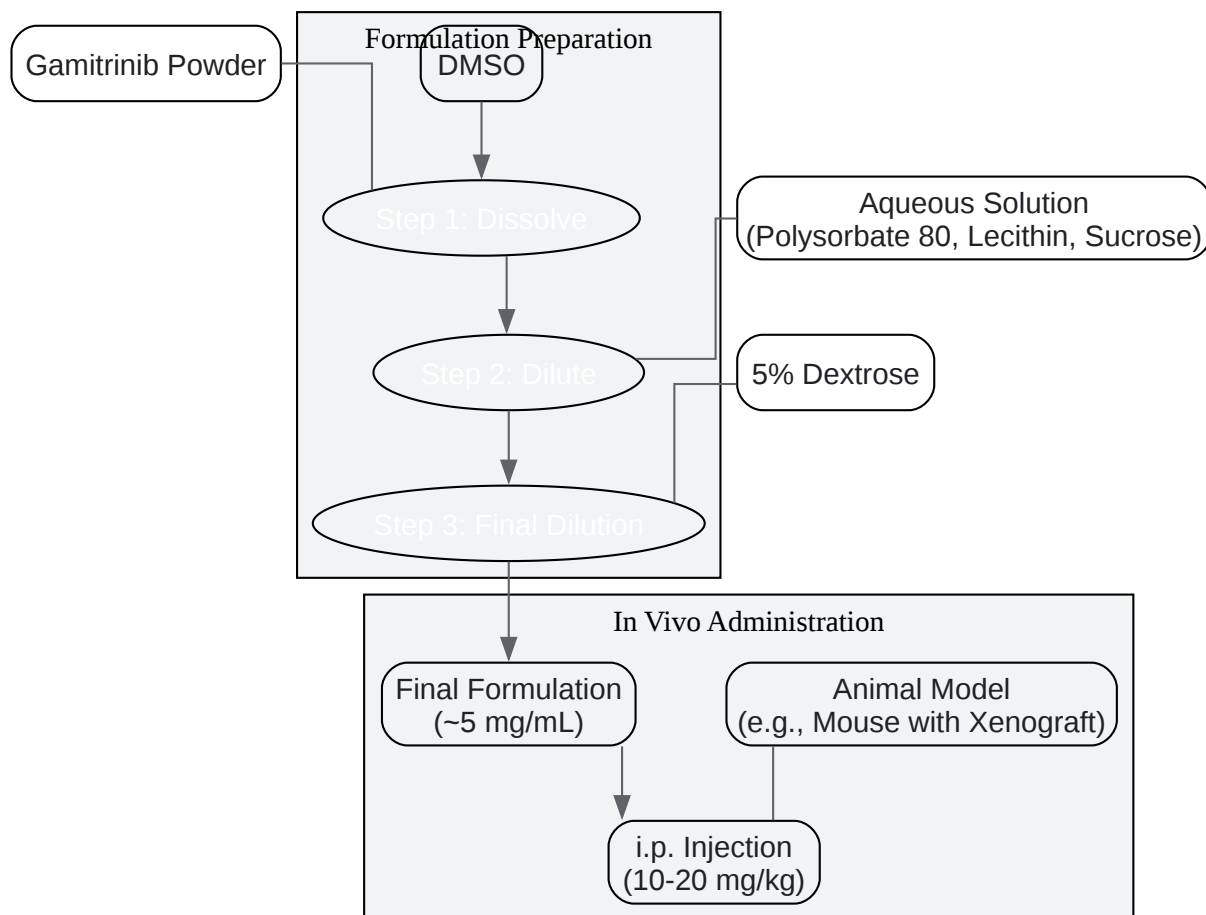 Formulation Preparation
Gamitrinib Powder
DMSO
Step 1: Dissolve
Aqueous Solution
(Polysorbate 80, Lecithin, Sucrose)
Step 2: Dilute
5% Dextrose
Step 3: Final Dilution
In Vivo Administration
Final Formulation
(~5 mg/mL)
Animal Model
(e.g., Mouse with Xenograft)
i.p. Injection
(10-20 mg/kg)